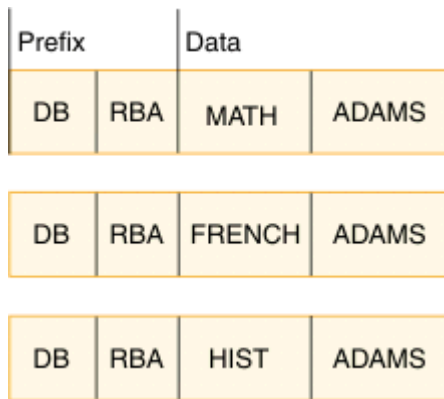 Prefix Data
DB RBA MATH ADAMS
DB RBA FRENCH ADAMS
DB RBA HIST ADAMS